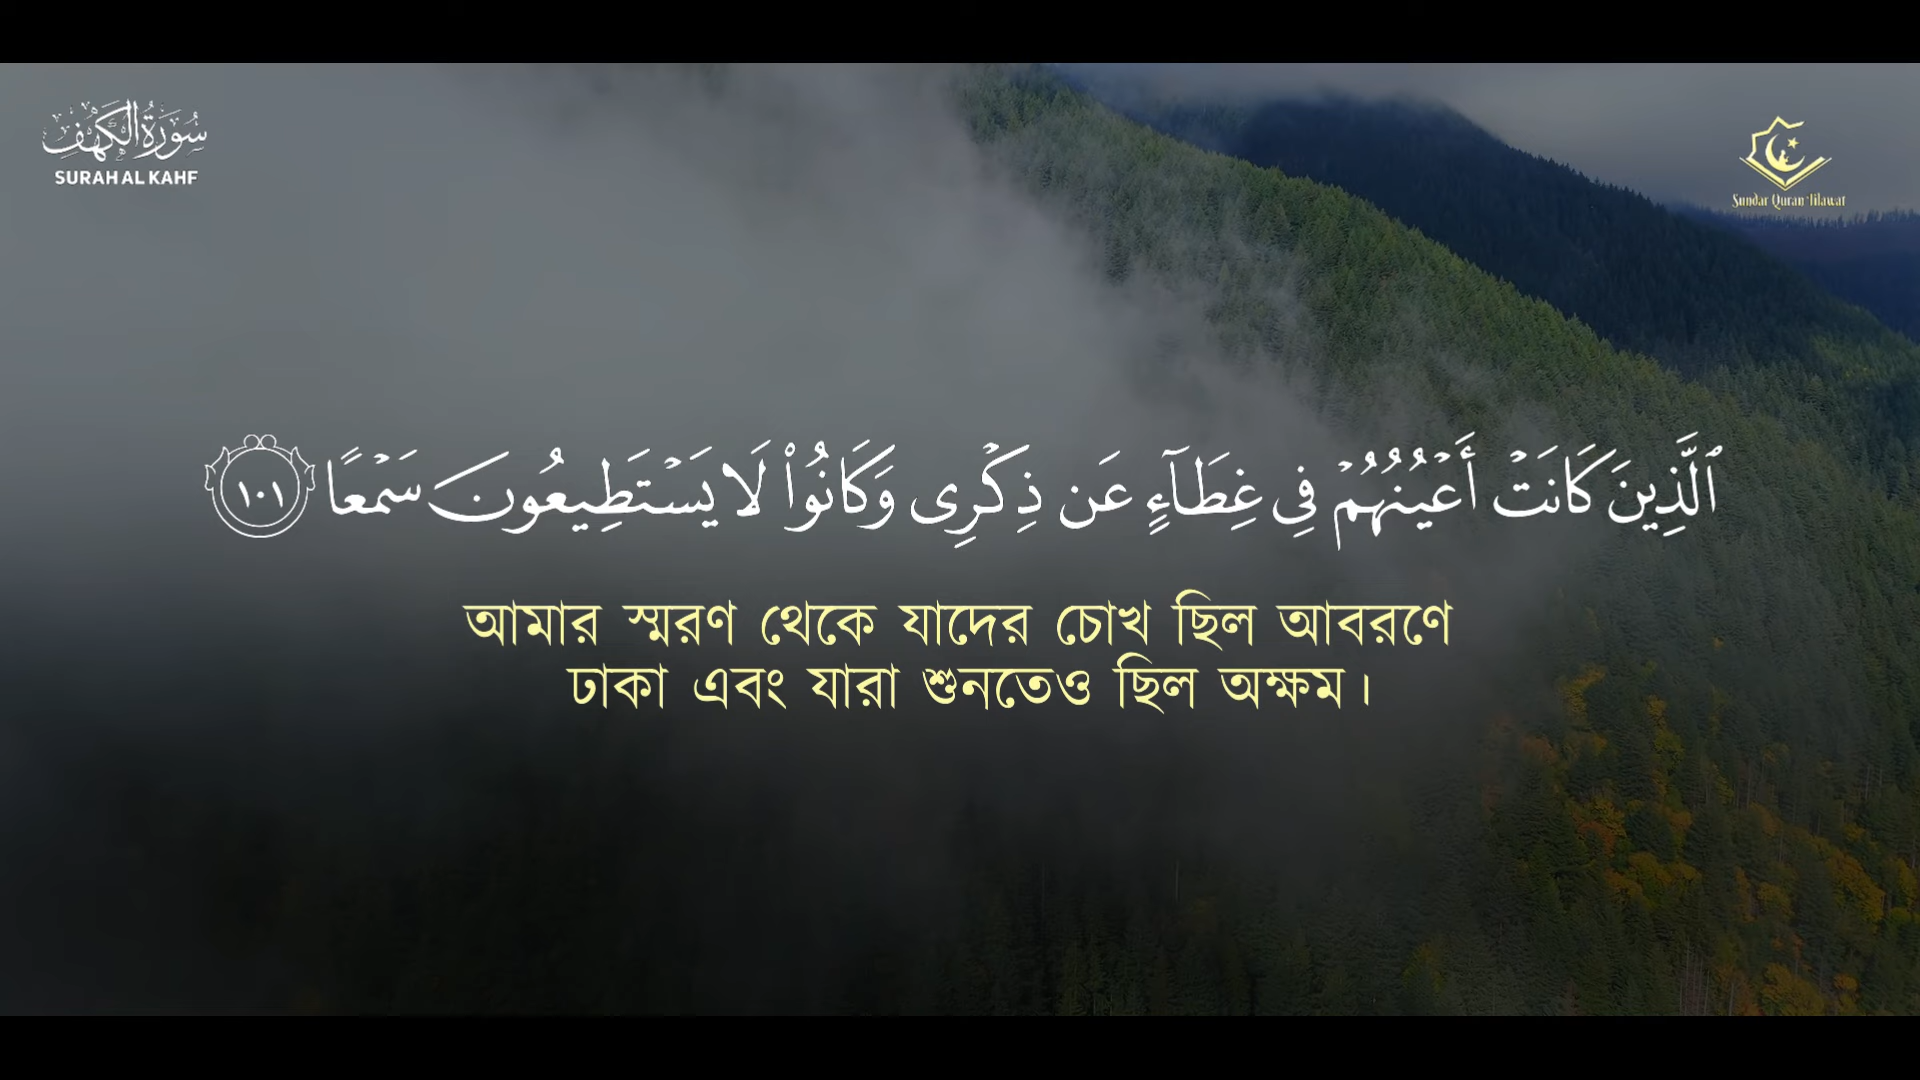 سُورَةُ الكَهْفِ
SURAH AL KAHF
Sundar Quran Tilawat
ٱلَّذِينَ كَانَتْ أَعْيُنُهُمْ فِى غِطَآءٍ عَن ذِكْرِى وَكَانُوا۟ لَا يَسْتَطِيعُونَ سَمْعًا ١٠١
আমার স্মরণ থেকে যাদের চোখ ছিল আবরণে
ঢাকা এবং যারা শুনতেও ছিল অক্ষম।